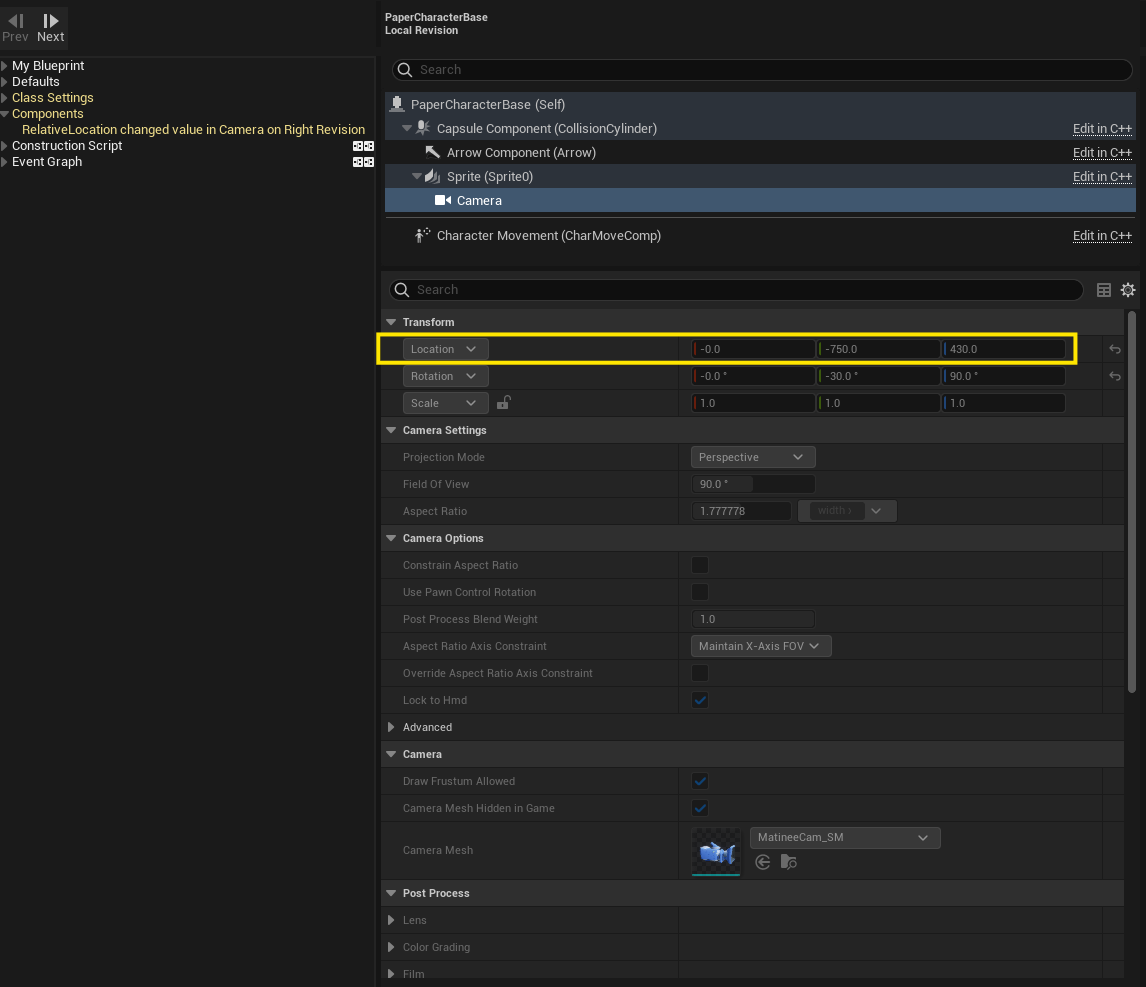 PaperCharacterBase
Local Revision
Prev Next
My Blueprint
Defaults
Class Settings
Components
RelativeLocation changed value in Camera on Right Revision
Construction Script
Event Graph
Search
PaperCharacterBase (Self)
Capsule Component (CollisionCylinder) Edit in C++
Arrow Component (Arrow) Edit in C++
Sprite (Sprite0) Edit in C++
Camera
Character Movement (CharMoveComp) Edit in C++
Search
Transform
Location -0.0 -750.0 430.0
Rotation -0.0 ° -30.0 ° 90.0 °
Scale 1.0 1.0 1.0
Camera Settings
Projection Mode Perspective
Field Of View 90.0 °
Aspect Ratio 1.777778 width >
Camera Options
Constrain Aspect Ratio
Use Pawn Control Rotation
Post Process Blend Weight 1.0
Aspect Ratio Axis Constraint Maintain X-Axis FOV
Override Aspect Ratio Axis Constraint
Lock to Hmd
Advanced
Camera
Draw Frustum Allowed
Camera Mesh Hidden in Game
Camera Mesh MatineeCam_SM
Post Process
Lens
Color Grading
Film